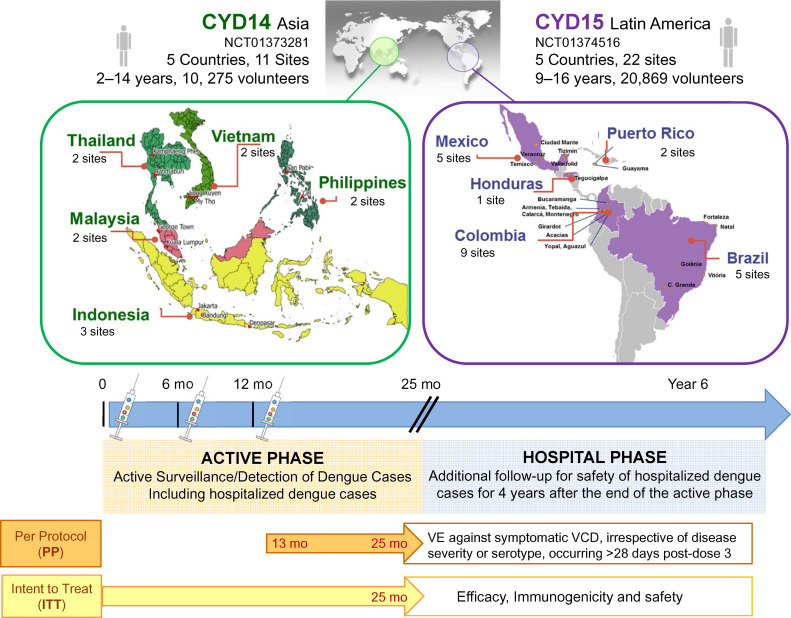 CYD14 Asia
NCT01373281
5 Countries, 11 Sites
2–14 years, 10, 275 volunteers
CYD15 Latin America
NCT01374516
5 Countries, 22 sites
9–16 years, 20,869 volunteers
Thailand
2 sites
Vietnam
2 sites
Philippines
2 sites
Malaysia
2 sites
Indonesia
3 sites
My Tho
George Town
Kuala Lumpur
Jakarta
Bandung
Denpasar
Mexico
5 sites
Ciudad Mante
Tizimin
Veracruz
Valladolid
Temixco
Puerto Rico
2 sites
Guayama
Honduras
1 site
Tegucigalpa
Bucaramanga
Armenia, Tebaida,
Calarcá, Montenegro
Colombia
9 sites
Girardot
Acacias
Yopal, Aguazul
Fortaleza
Natal
Brazil
5 sites
Goiânia
Vitória
C. Grande
0
6 mo
12 mo
25 mo
Year 6
ACTIVE PHASE
Active Surveillance/Detection of Dengue Cases
Including hospitalized dengue cases
HOSPITAL PHASE
Additional follow-up for safety of hospitalized dengue
cases for 4 years after the end of the active phase
Per Protocol
(PP)
13 mo
25 mo
VE against symptomatic VCD, irrespective of disease
severity or serotype, occurring >28 days post-dose 3
Intent to Treat
(ITT)
25 mo
Efficacy, Immunogenicity and safety